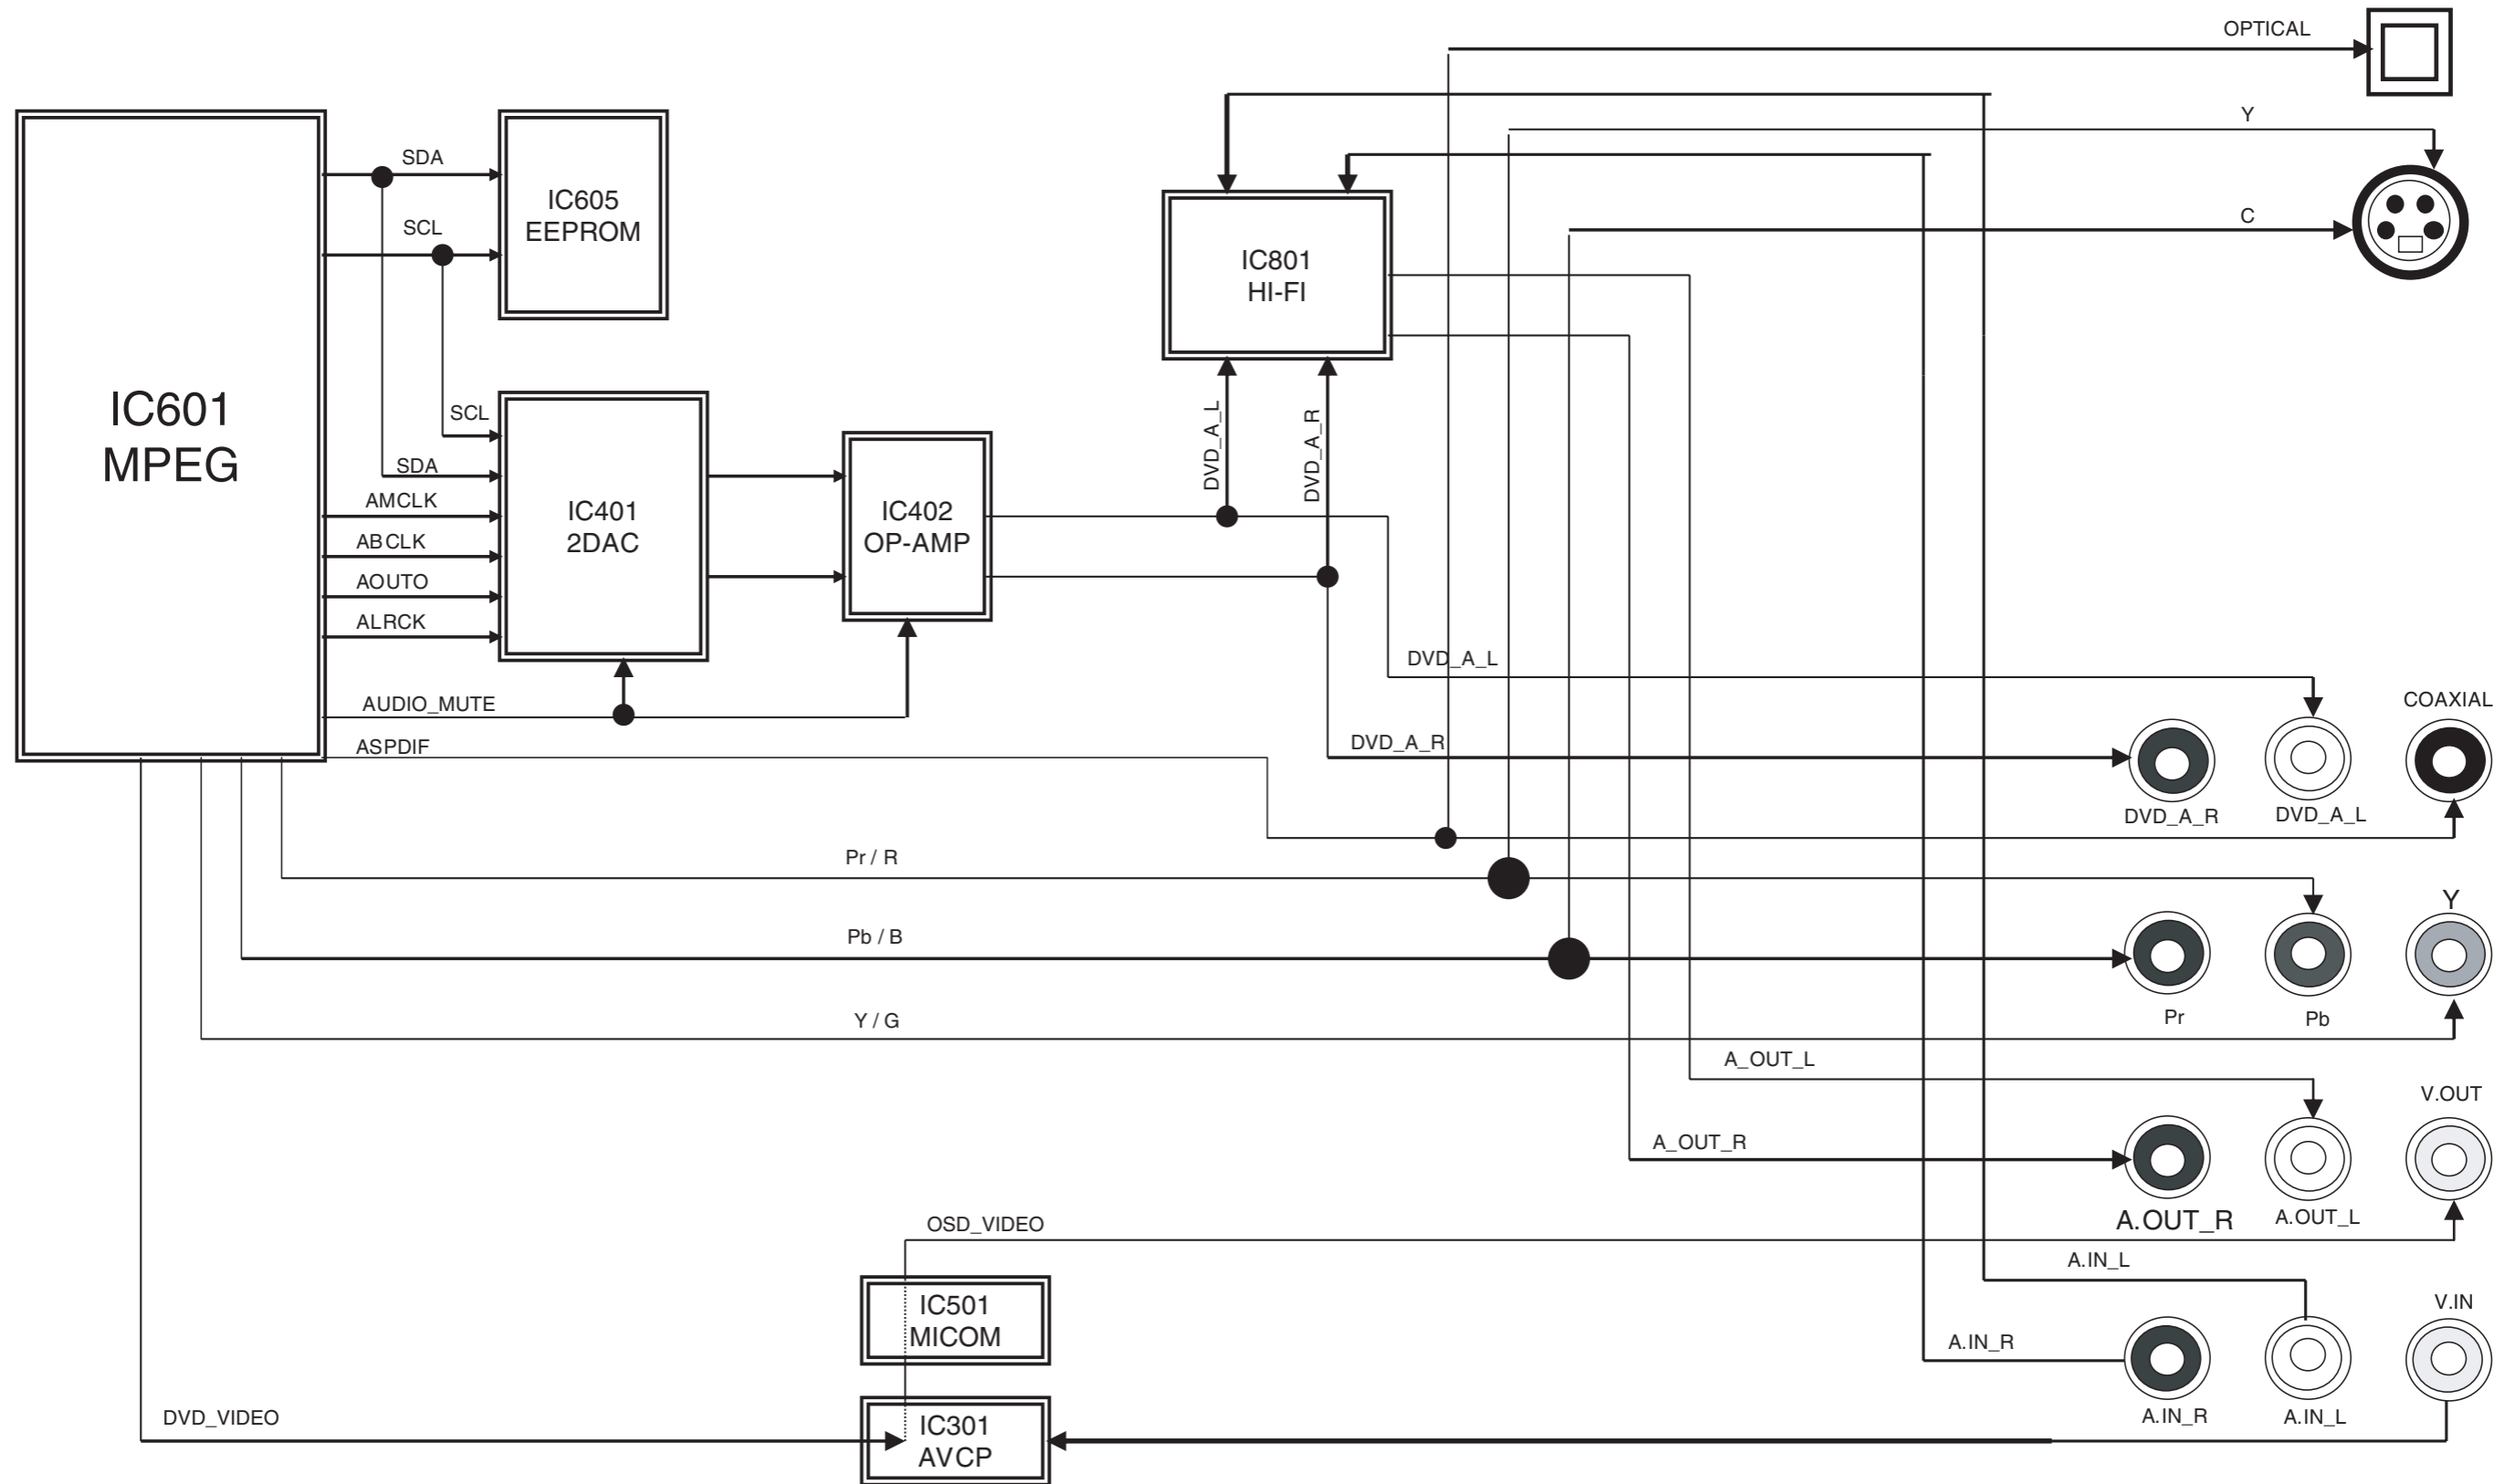 OPTICAL
Y
C
SDA
SCL
IC605
EEPROM
IC801
HI-FI
IC601
MPEG
SCL
SDA
AMCLK
ABCLK
AOUTO
ALRCK
IC401
2DAC
IC402
OP-AMP
DVD_A_L
DVD_A_R
AUDIO_MUTE
ASPDIF
DVD_A_L
DVD_A_R
COAXIAL
DVD_A_R
DVD_A_L
Pr / R
Pb / B
Y / G
Y
Pr
Pb
A_OUT_L
A_OUT_R
V.OUT
A.OUT_R
A.OUT_L
OSD_VIDEO
A.IN_L
IC501
MICOM
A.IN_R
V.IN
A.IN_R
A.IN_L
DVD_VIDEO
IC301
AVCP